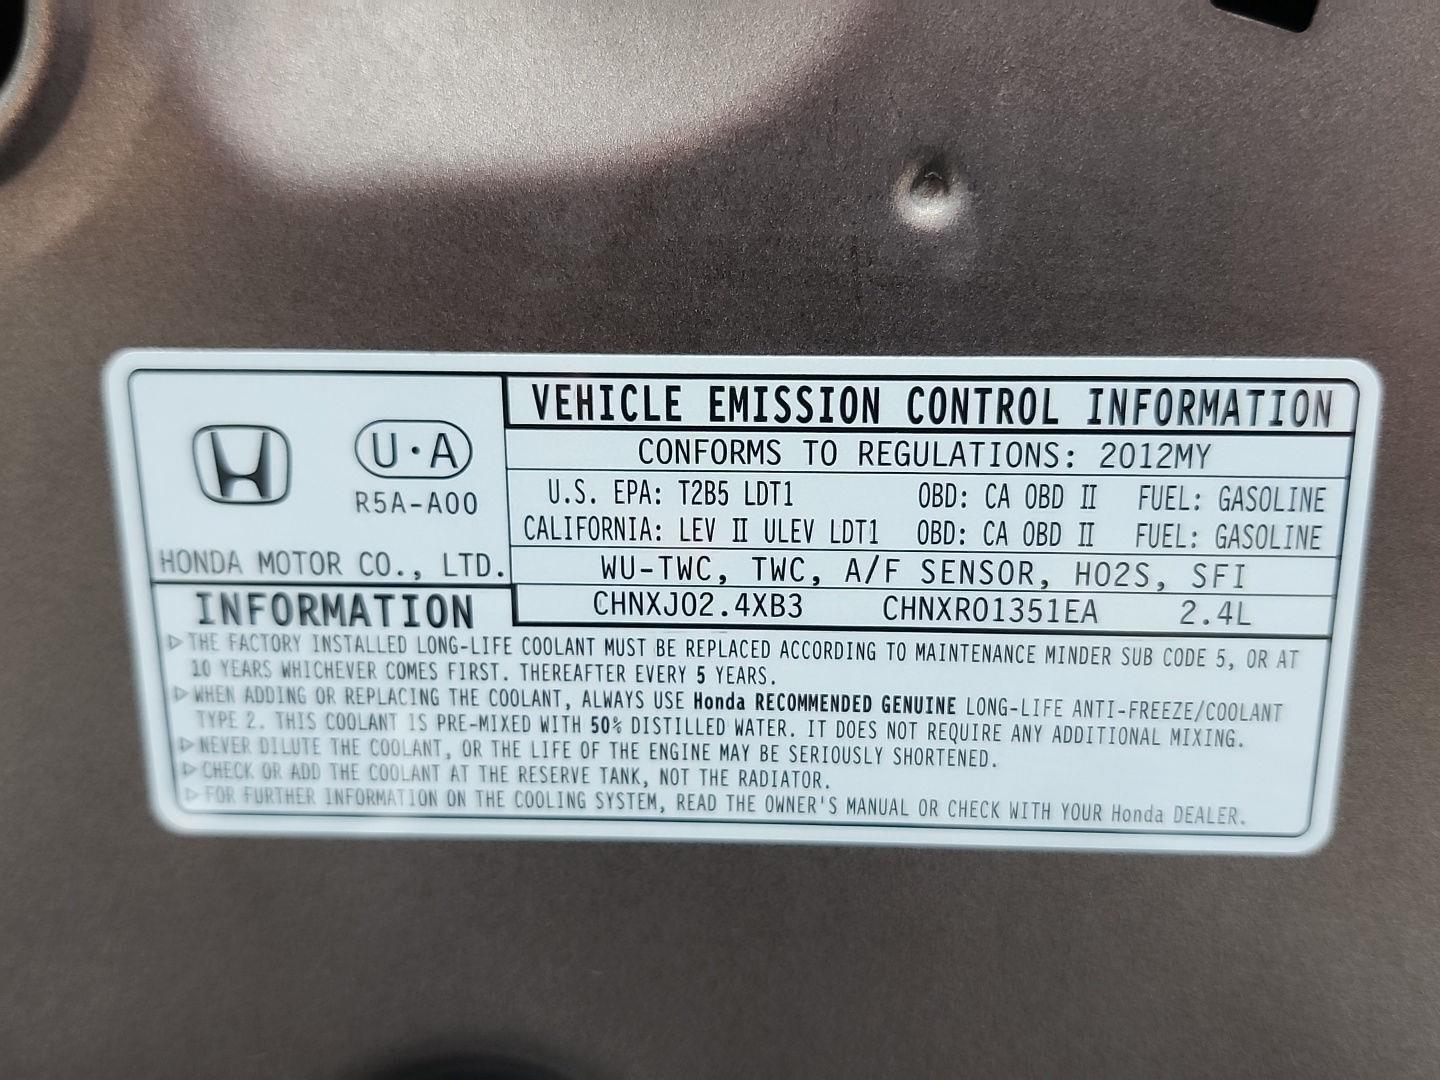 VEHICLE EMISSION CONTROL INFORMATION
CONFORMS TO REGULATIONS: 2012MY
U.S. EPA: T2B5 LDT1 OBD: CA OBD II FUEL: GASOLINE
CALIFORNIA: LEV II ULEV LDT1 OBD: CA OBD II FUEL: GASOLINE
WU-TWC, TWC, A/F SENSOR, HO2S, SFI
CHNXJ02.4XB3 CHNXR01351EA 2.4L
U·A
R5A-A00
HONDA MOTOR CO., LTD.
INFORMATION
▷ THE FACTORY INSTALLED LONG-LIFE COOLANT MUST BE REPLACED ACCORDING TO MAINTENANCE MINDER SUB CODE 5, OR AT
10 YEARS WHICHEVER COMES FIRST. THEREAFTER EVERY 5 YEARS.
▷ WHEN ADDING OR REPLACING THE COOLANT, ALWAYS USE Honda RECOMMENDED GENUINE LONG-LIFE ANTI-FREEZE/COOLANT
TYPE 2. THIS COOLANT IS PRE-MIXED WITH 50% DISTILLED WATER. IT DOES NOT REQUIRE ANY ADDITIONAL MIXING.
▷ NEVER DILUTE THE COOLANT, OR THE LIFE OF THE ENGINE MAY BE SERIOUSLY SHORTENED.
▷ CHECK OR ADD THE COOLANT AT THE RESERVE TANK, NOT THE RADIATOR.
▷ FOR FURTHER INFORMATION ON THE COOLING SYSTEM, READ THE OWNER'S MANUAL OR CHECK WITH YOUR Honda DEALER.